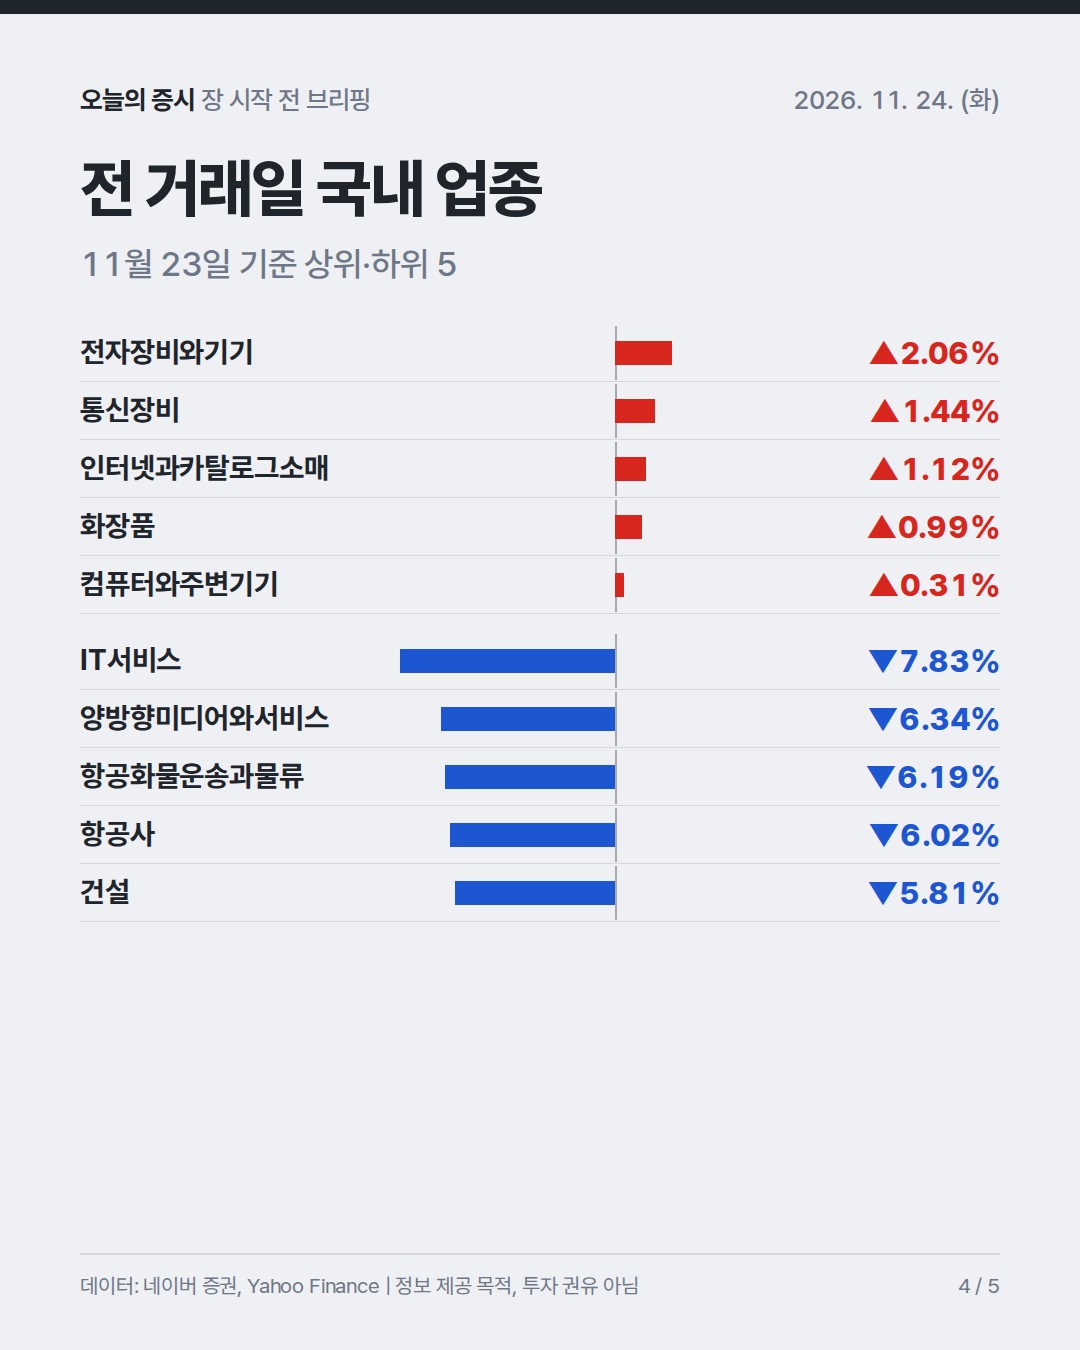 오늘의 증시 장 시작 전 브리핑 2026. 11. 24. (화)
전 거래일 국내 업종
11월 23일 기준 상위·하위 5
전자장비와기기 ▲2.06%
통신장비 ▲1.44%
인터넷과카탈로그소매 ▲1.12%
화장품 ▲0.99%
컴퓨터와주변기기 ▲0.31%
IT서비스 ▼7.83%
양방향미디어와서비스 ▼6.34%
항공화물운송과물류 ▼6.19%
항공사 ▼6.02%
건설 ▼5.81%
데이터: 네이버 증권, Yahoo Finance | 정보 제공 목적, 투자 권유 아님 4 / 5